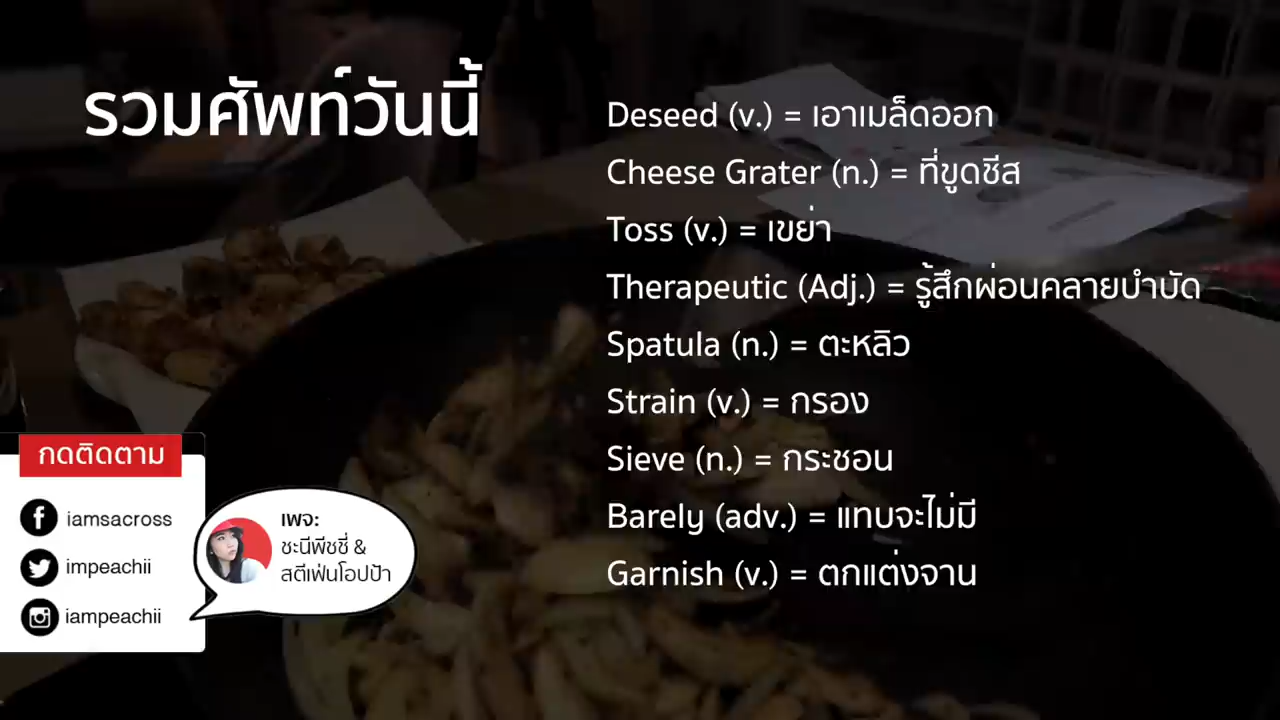 รวมศัพท์วันนี้
Deseed (v.) = เอาเมล็ดออก
Cheese Grater (n.) = ที่ขูดชีส
Toss (v.) = เขย่า
Therapeutic (Adj.) = รู้สึกผ่อนคลายบำบัด
Spatula (n.) = ตะหลิว
Strain (v.) = กรอง
Sieve (n.) = กระชอน
Barely (adv.) = แทบจะไม่มี
Garnish (v.) = ตกแต่งจาน
กดติดตาม
iamsacross
impeachii
iampeachii
เพจ:
ชะนีพีชชี่ &
สตีเฟ่นโอปป้า